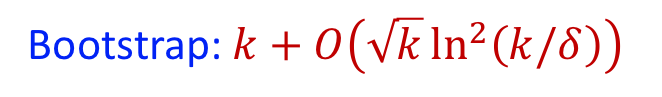 Bootstrap: k + O(√k ln²(k/δ))